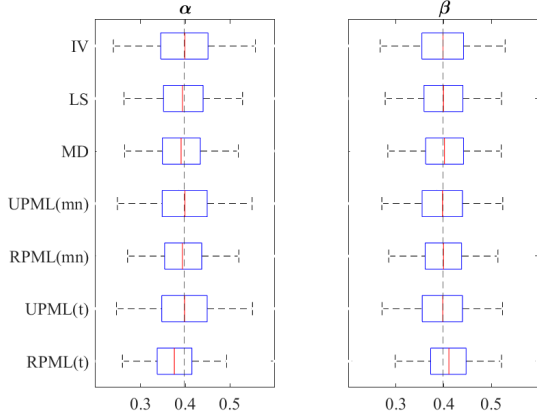 α β
IV
LS
MD
UPML(mn)
RPML(mn)
UPML(t)
RPML(t)
0.3 0.4 0.5 0.3 0.4 0.5